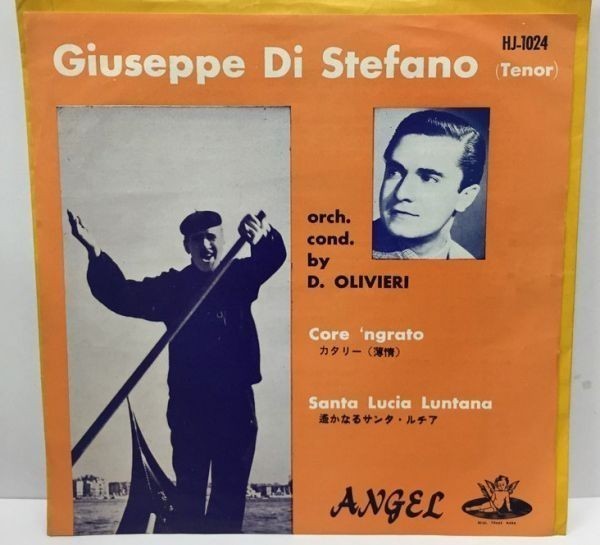 HJ-1024
Giuseppe Di Stefano (Tenor)
orch.
cond.
by
D. OLIVIERI
Core 'ngrato
カタリー(薄情)
Santa Lucia Luntana
遥かなるサンタ・ルチア
ANGEL